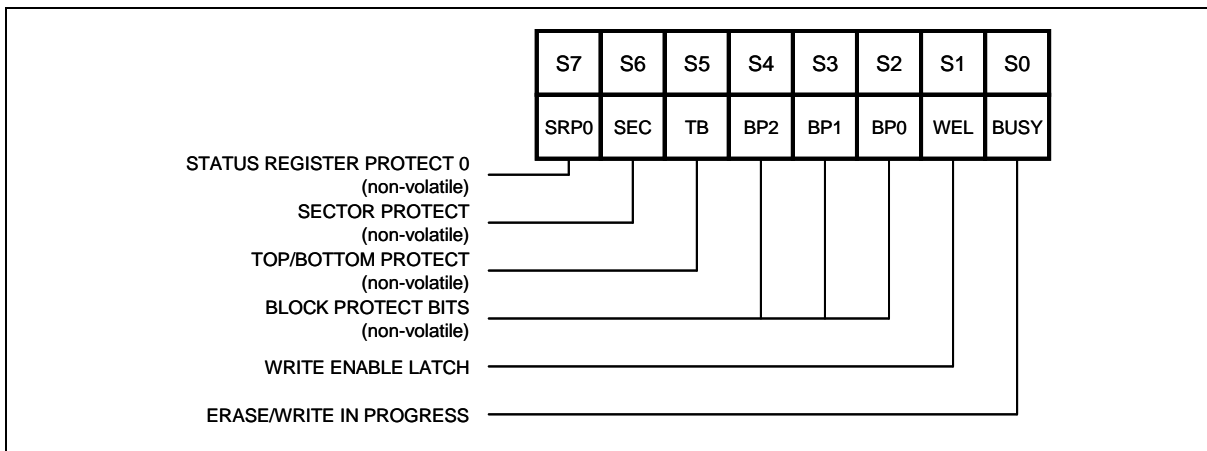 S7 S6 S5 S4 S3 S2 S1 S0
SRP0 SEC TB BP2 BP1 BP0 WEL BUSY
STATUS REGISTER PROTECT 0
(non-volatile)
SECTOR PROTECT
(non-volatile)
TOP/BOTTOM PROTECT
(non-volatile)
BLOCK PROTECT BITS
(non-volatile)
WRITE ENABLE LATCH
ERASE/WRITE IN PROGRESS